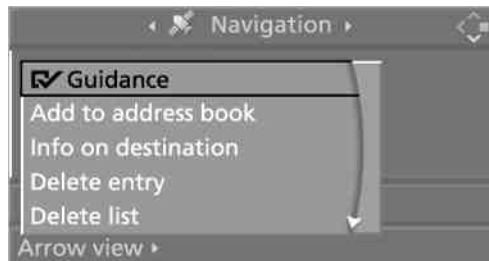 Navigation
Guidance
Add to address book
Info on destination
Delete entry
Delete list
Arrow view